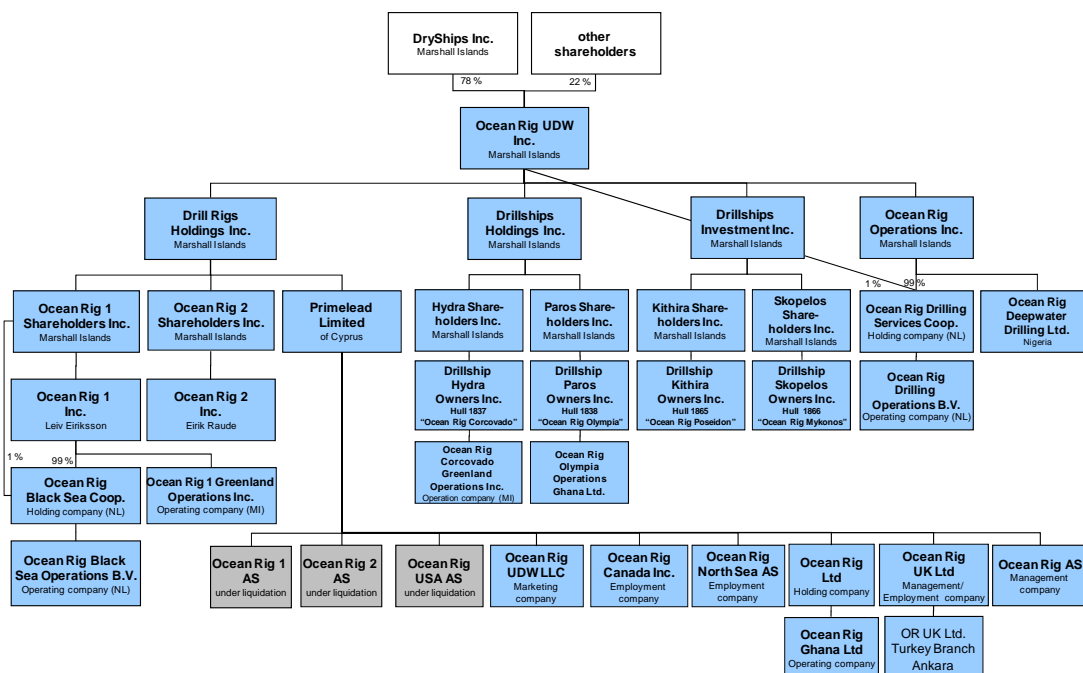 DryShips Inc.
Marshall Islands
other
shareholders
78 %
22 %
Ocean Rig UDW
Inc.
Marshall Islands
Drill Rigs
Holdings Inc.
Marshall Islands
Drillships
Holdings Inc.
Marshall Islands
Drillships
Investment Inc.
Marshall Islands
Ocean Rig
Operations Inc.
Marshall Islands
1 %
99 %
Ocean Rig 1
Shareholders Inc.
Marshall Islands
Ocean Rig 2
Shareholders Inc.
Marshall Islands
Primelead
Limited
of Cyprus
Hydra Share-
holders Inc.
Marshall Islands
Paros Share-
holders Inc.
Marshall Islands
Kithira Share-
holders Inc.
Marshall Islands
Skopelos
Share-
holders Inc.
Marshall Islands
Ocean Rig Drilling
Services Coop.
Holding company (NL)
Ocean Rig
Deepwater
Drilling Ltd.
Nigeria
Ocean Rig 1
Inc.
Leiv Eiriksson
Ocean Rig 2
Inc.
Eirik Raude
Drillship
Hydra
Owners Inc.
Hull 1837
“Ocean Rig Corcovado”
Drillship
Paros
Owners Inc.
Hull 1838
“Ocean Rig Olympia”
Drillship
Kithira
Owners Inc.
Hull 1865
“Ocean Rig Poseidon”
Drillship
Skopelos
Owners Inc.
Hull 1866
“Ocean Rig Mykonos”
Ocean Rig
Drilling
Operations B.V.
Operating company (NL)
1 %
99 %
Ocean Rig
Black Sea Coop.
Holding company (NL)
Ocean Rig 1 Greenland
Operations Inc.
Operating company (MI)
Ocean Rig
Corcovado
Greenland
Operations Inc.
Operation company (MI)
Ocean Rig
Olympia
Operations
Ghana Ltd.
Ocean Rig Black
Sea Operations B.V.
Operating company (NL)
Ocean Rig 1
AS
under liquidation
Ocean Rig 2
AS
under liquidation
Ocean Rig
USA AS
under liquidation
Ocean Rig
UDW LLC
Marketing
company
Ocean Rig
Canada Inc.
Employment
company
Ocean Rig
North Sea AS
Employment
company
Ocean Rig
Ltd
Holding company
Ocean Rig
UK Ltd
Management/
Employment company
Ocean Rig AS
Management
company
Ocean Rig
Ghana Ltd
Operating company
OR UK Ltd.
Turkey Branch
Ankara